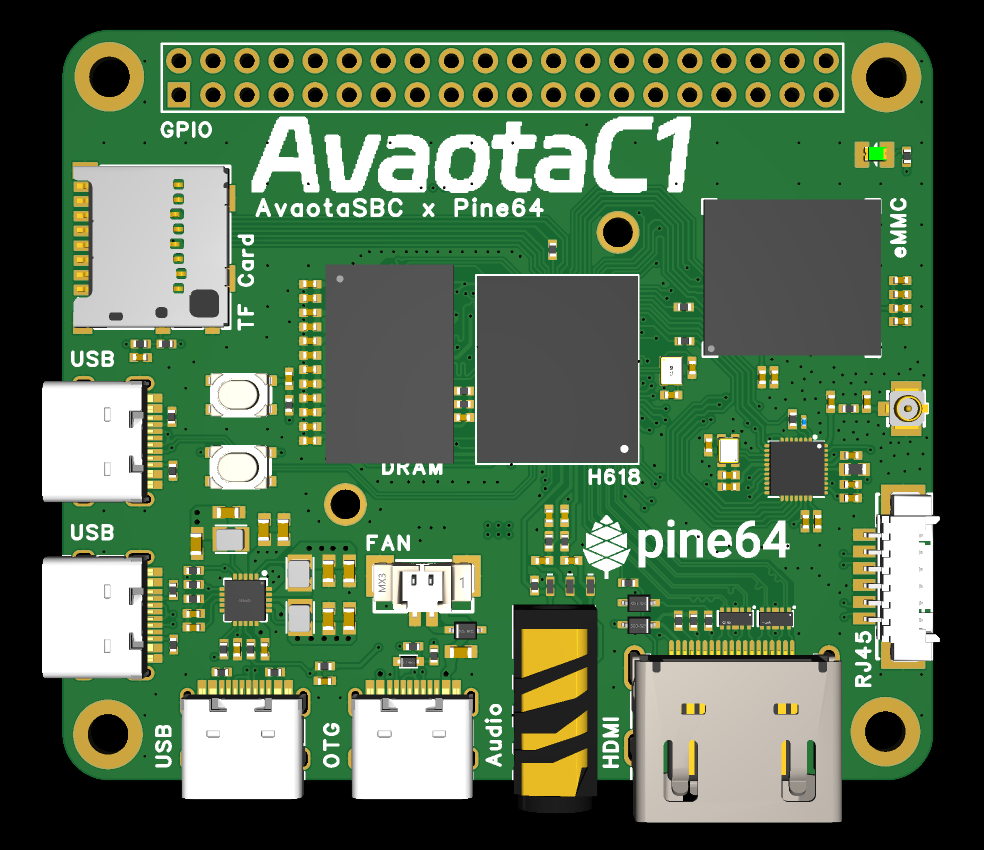 GPIO
AvaotaC1
AvaotaSBC x Pine64
eMMC
TF Card
USB
DRAM
H618
USB
FAN
pine64
MX3
RJ45
USB
OTG
Audio
HDMI